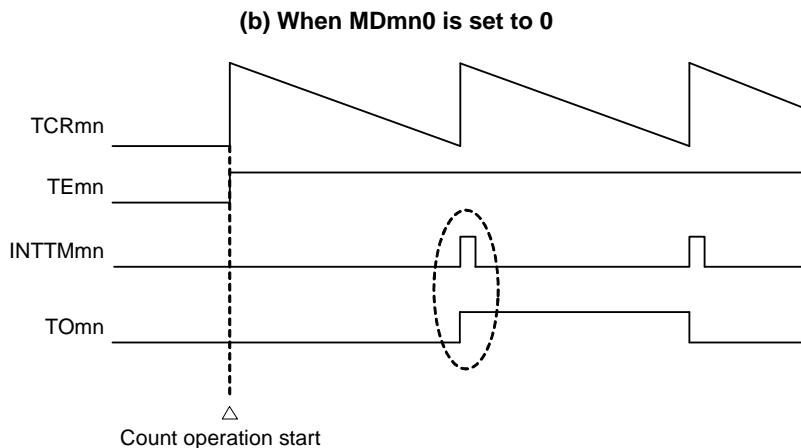 (b) When MDmn0 is set to 0
TCRmn
TEmn
INTTMmn
TOmn
Count operation start